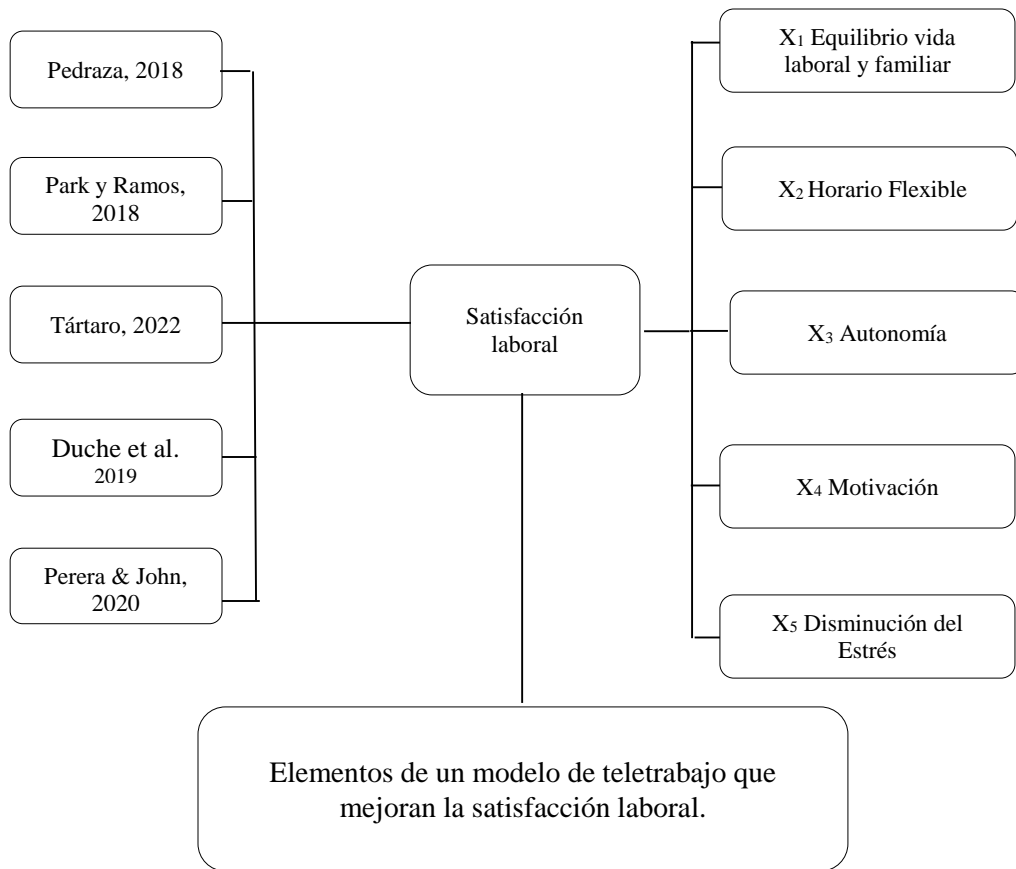 Pedraza, 2018
Park y Ramos,
2018
Tártaro, 2022
Duche et al.
2019
Perera & John,
2020
Satisfacción
laboral
X₁ Equilibrio vida
laboral y familiar
X₂ Horario Flexible
X₃ Autonomía
X₄ Motivación
X₅ Disminución del
Estrés
Elementos de un modelo de teletrabajo que
mejoran la satisfacción laboral.